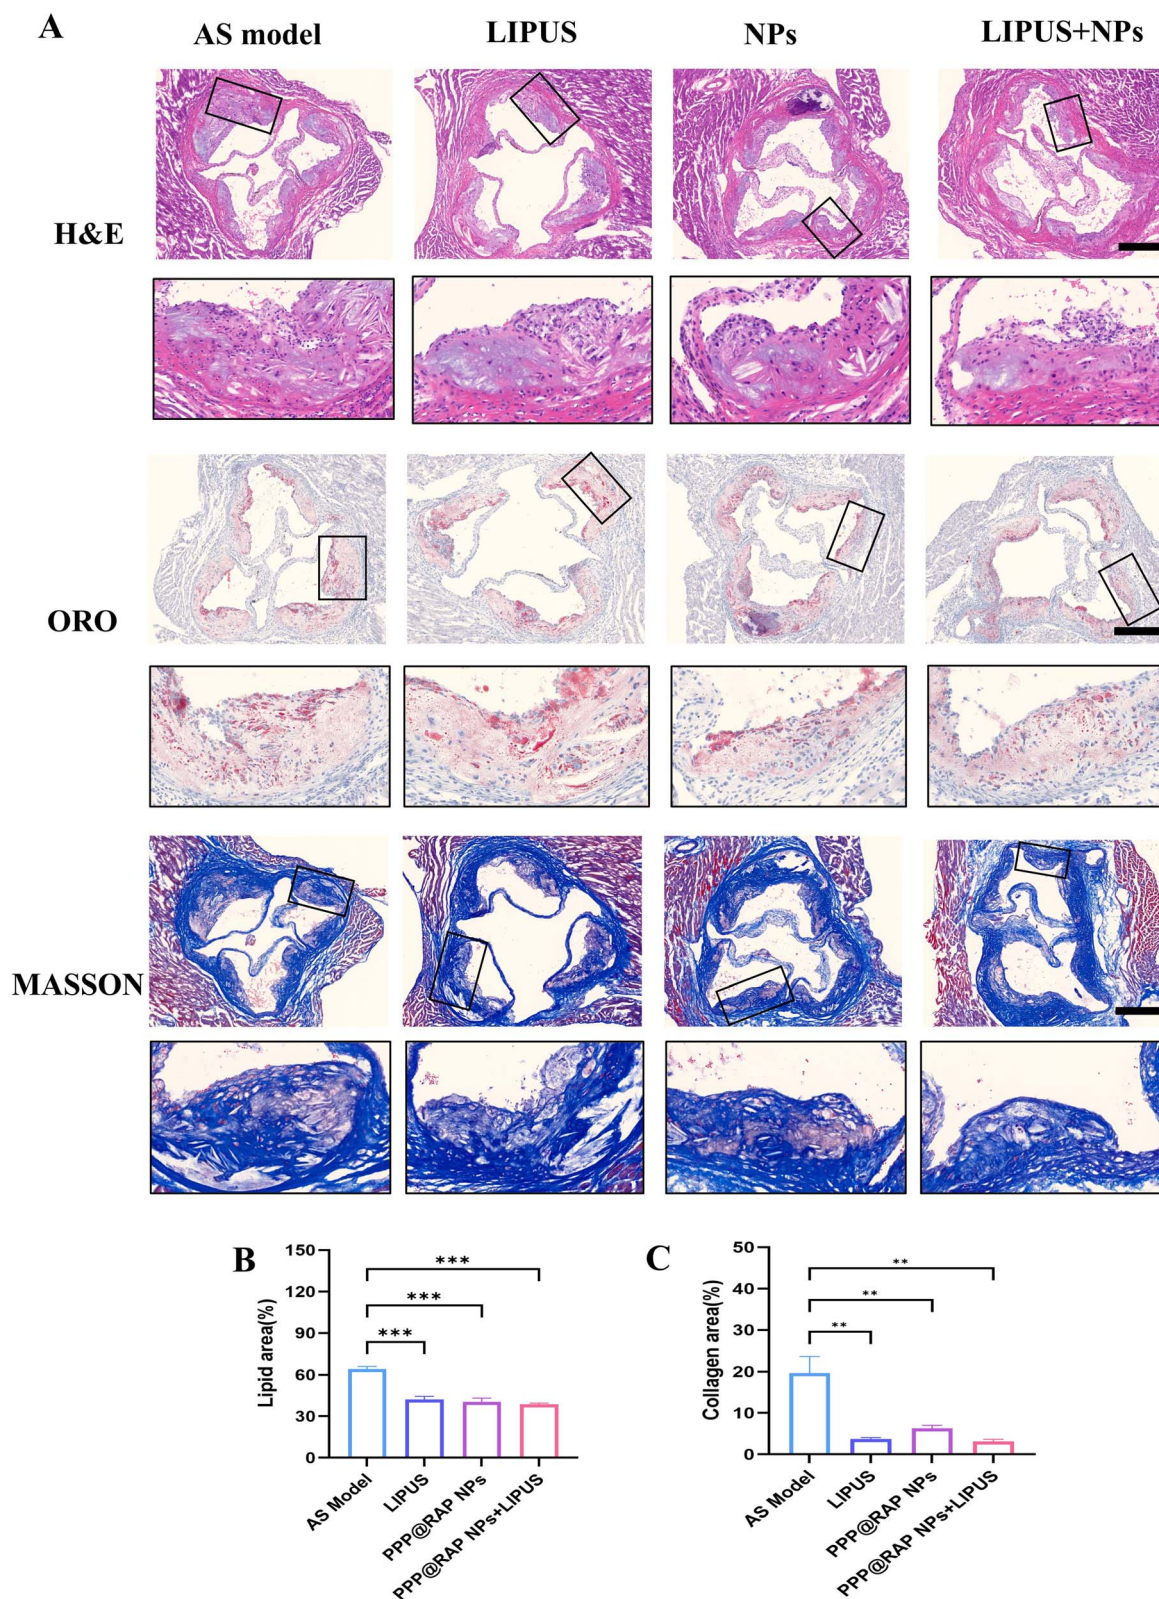 A
AS model LIPUS NPs LIPUS+NPs
H&E
ORO
MASSON
B
Lipid area(%)
150
120
90
60
30
0
***
***
***
AS Model
LIPUS
PPP@RAP NPs
PPP@RAP NPs+LIPUS
C
Collagen area(%)
50
40
30
20
10
0
**
**
**
AS Model
LIPUS
PPP@RAP NPs
PPP@RAP NPs+LIPUS